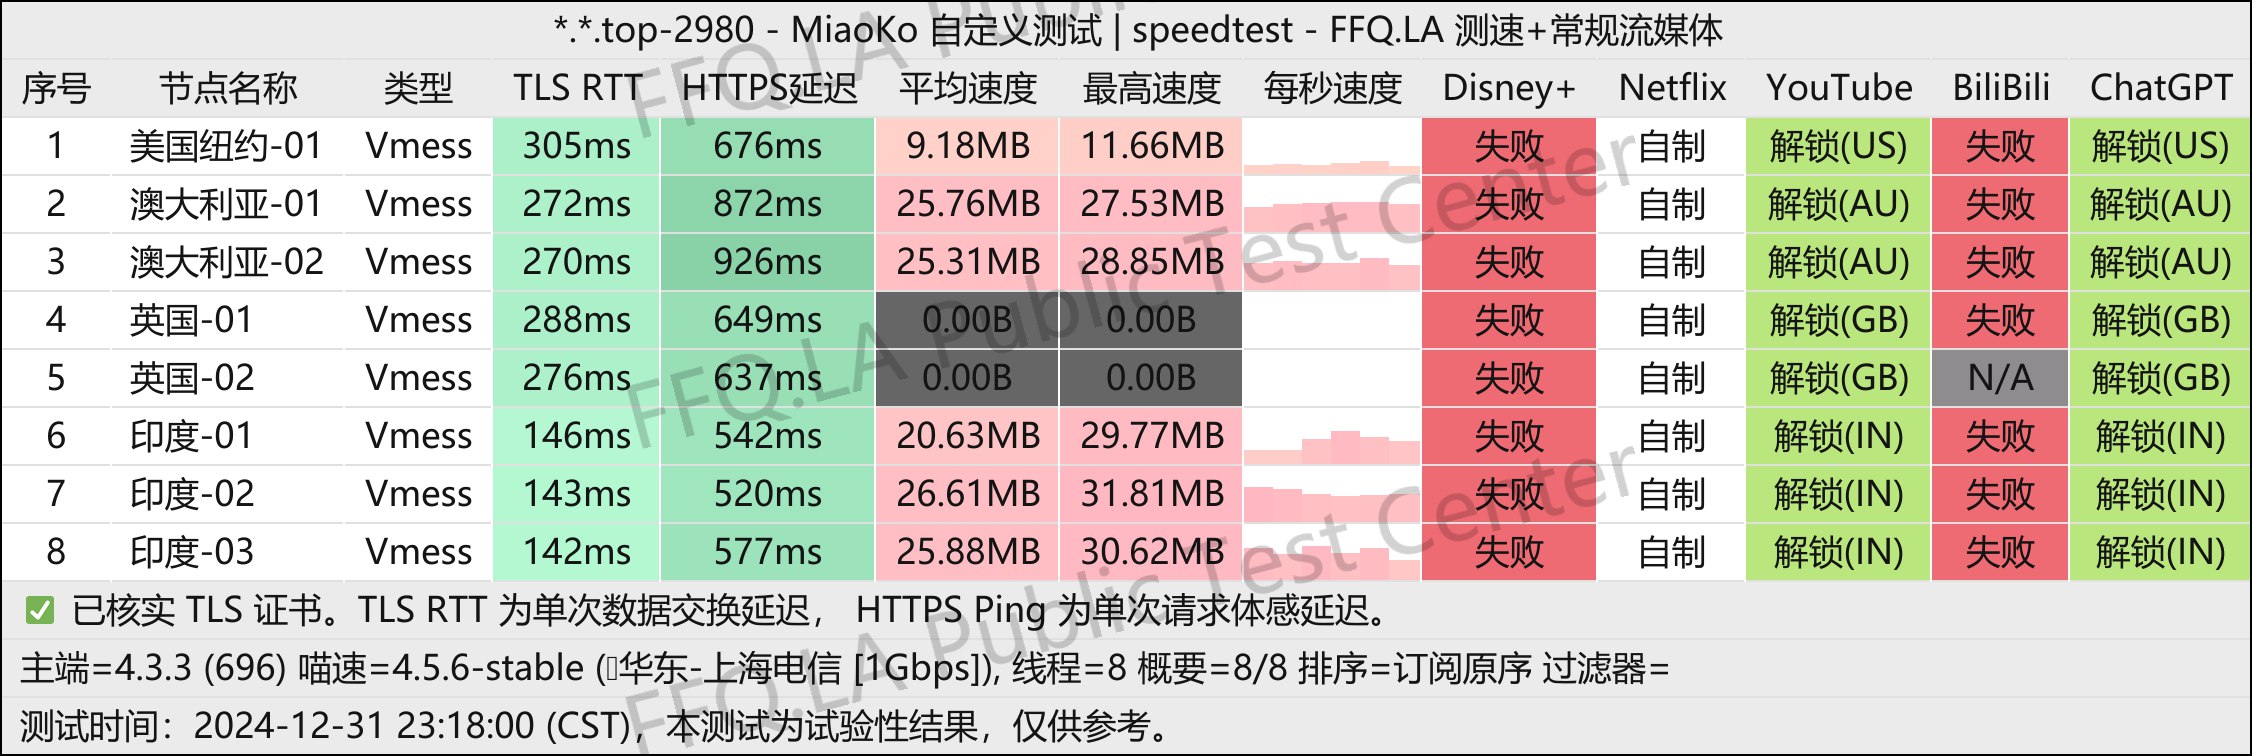 *.*.top-2980 - MiaoKo 自定义测试 | speedtest - FFQ.LA 测速+常规流媒体
序号 节点名称 类型 TLS RTT HTTPS延迟 平均速度 最高速度 每秒速度 Disney+ Netflix YouTube BiliBili ChatGPT
1 美国纽约-01 Vmess 305ms 676ms 9.18MB 11.66MB 失败 自制 解锁(US) 失败 解锁(US)
2 澳大利亚-01 Vmess 272ms 872ms 25.76MB 27.53MB 失败 自制 解锁(AU) 失败 解锁(AU)
3 澳大利亚-02 Vmess 270ms 926ms 25.31MB 28.85MB 失败 自制 解锁(AU) 失败 解锁(AU)
4 英国-01 Vmess 288ms 649ms 0.00B 0.00B 失败 自制 解锁(GB) 失败 解锁(GB)
5 英国-02 Vmess 276ms 637ms 0.00B 0.00B 失败 自制 解锁(GB) N/A 解锁(GB)
6 印度-01 Vmess 146ms 542ms 20.63MB 29.77MB 失败 自制 解锁(IN) 失败 解锁(IN)
7 印度-02 Vmess 143ms 520ms 26.61MB 31.81MB 失败 自制 解锁(IN) 失败 解锁(IN)
8 印度-03 Vmess 142ms 577ms 25.88MB 30.62MB 失败 自制 解锁(IN) 失败 解锁(IN)
✅ 已核实 TLS 证书。TLS RTT 为单次数据交换延迟， HTTPS Ping 为单次请求体感延迟。
主端=4.3.3 (696) 喵速=4.5.6-stable (华东-上海电信 [1Gbps]), 线程=8 概要=8/8 排序=订阅原序 过滤器=
测试时间：2024-12-31 23:18:00 (CST)，本测试为试验性结果，仅供参考。
FFQ.LA Public Test Center
FFQ.LA Public Test Center
FFQ.LA Public Test Center